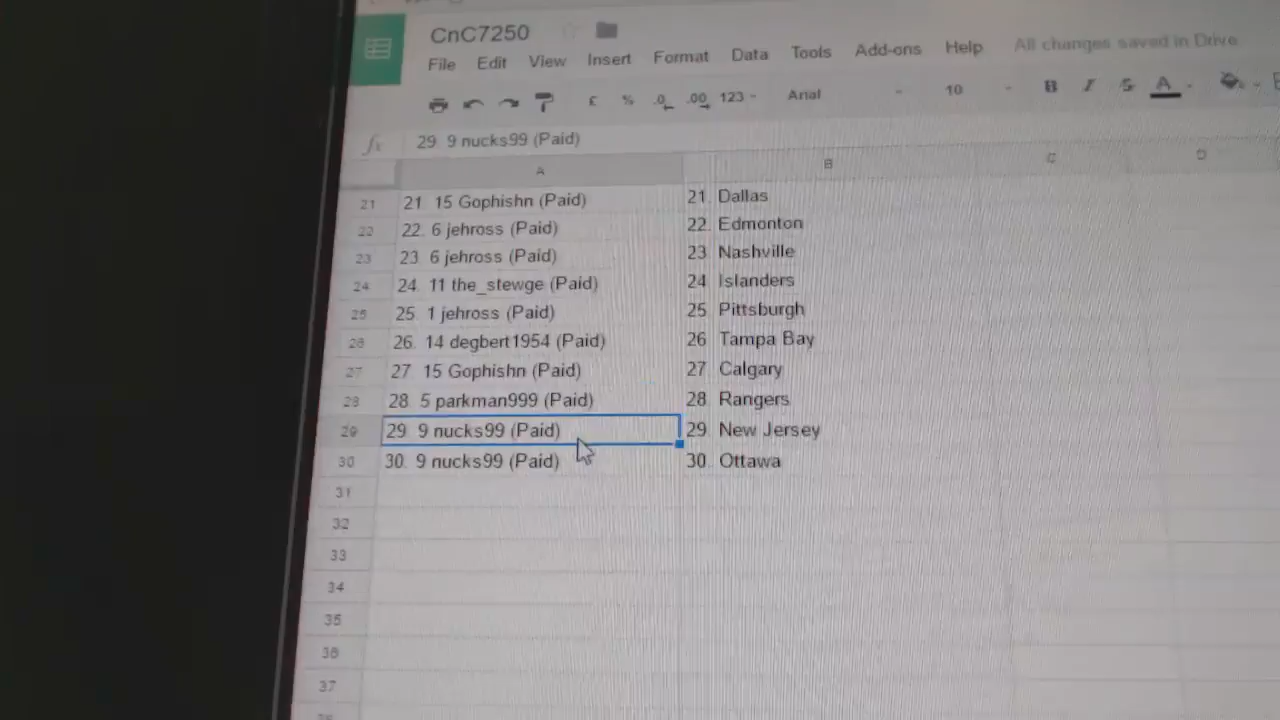 CnC7250
File Edit View Insert Format Data Tools Add-ons Help All changes saved in Drive
£ % .0 .00 123 Arial 10 B I S A
fx 29. 9 nucks99 (Paid)
A B C D
21 21. 15 Gophishn (Paid) 21. Dallas
22 22. 6 jehross (Paid) 22. Edmonton
23 23. 6 jehross (Paid) 23. Nashville
24 24. 11 the_stewge (Paid) 24. Islanders
25 25. 1 jehross (Paid) 25. Pittsburgh
26 26. 14 degbert1954 (Paid) 26. Tampa Bay
27 27. 15 Gophishn (Paid) 27. Calgary
28 28. 5 parkman999 (Paid) 28. Rangers
29 29. 9 nucks99 (Paid) 29. New Jersey
30 30. 9 nucks99 (Paid) 30. Ottawa
31
32
33
34
35
36
37